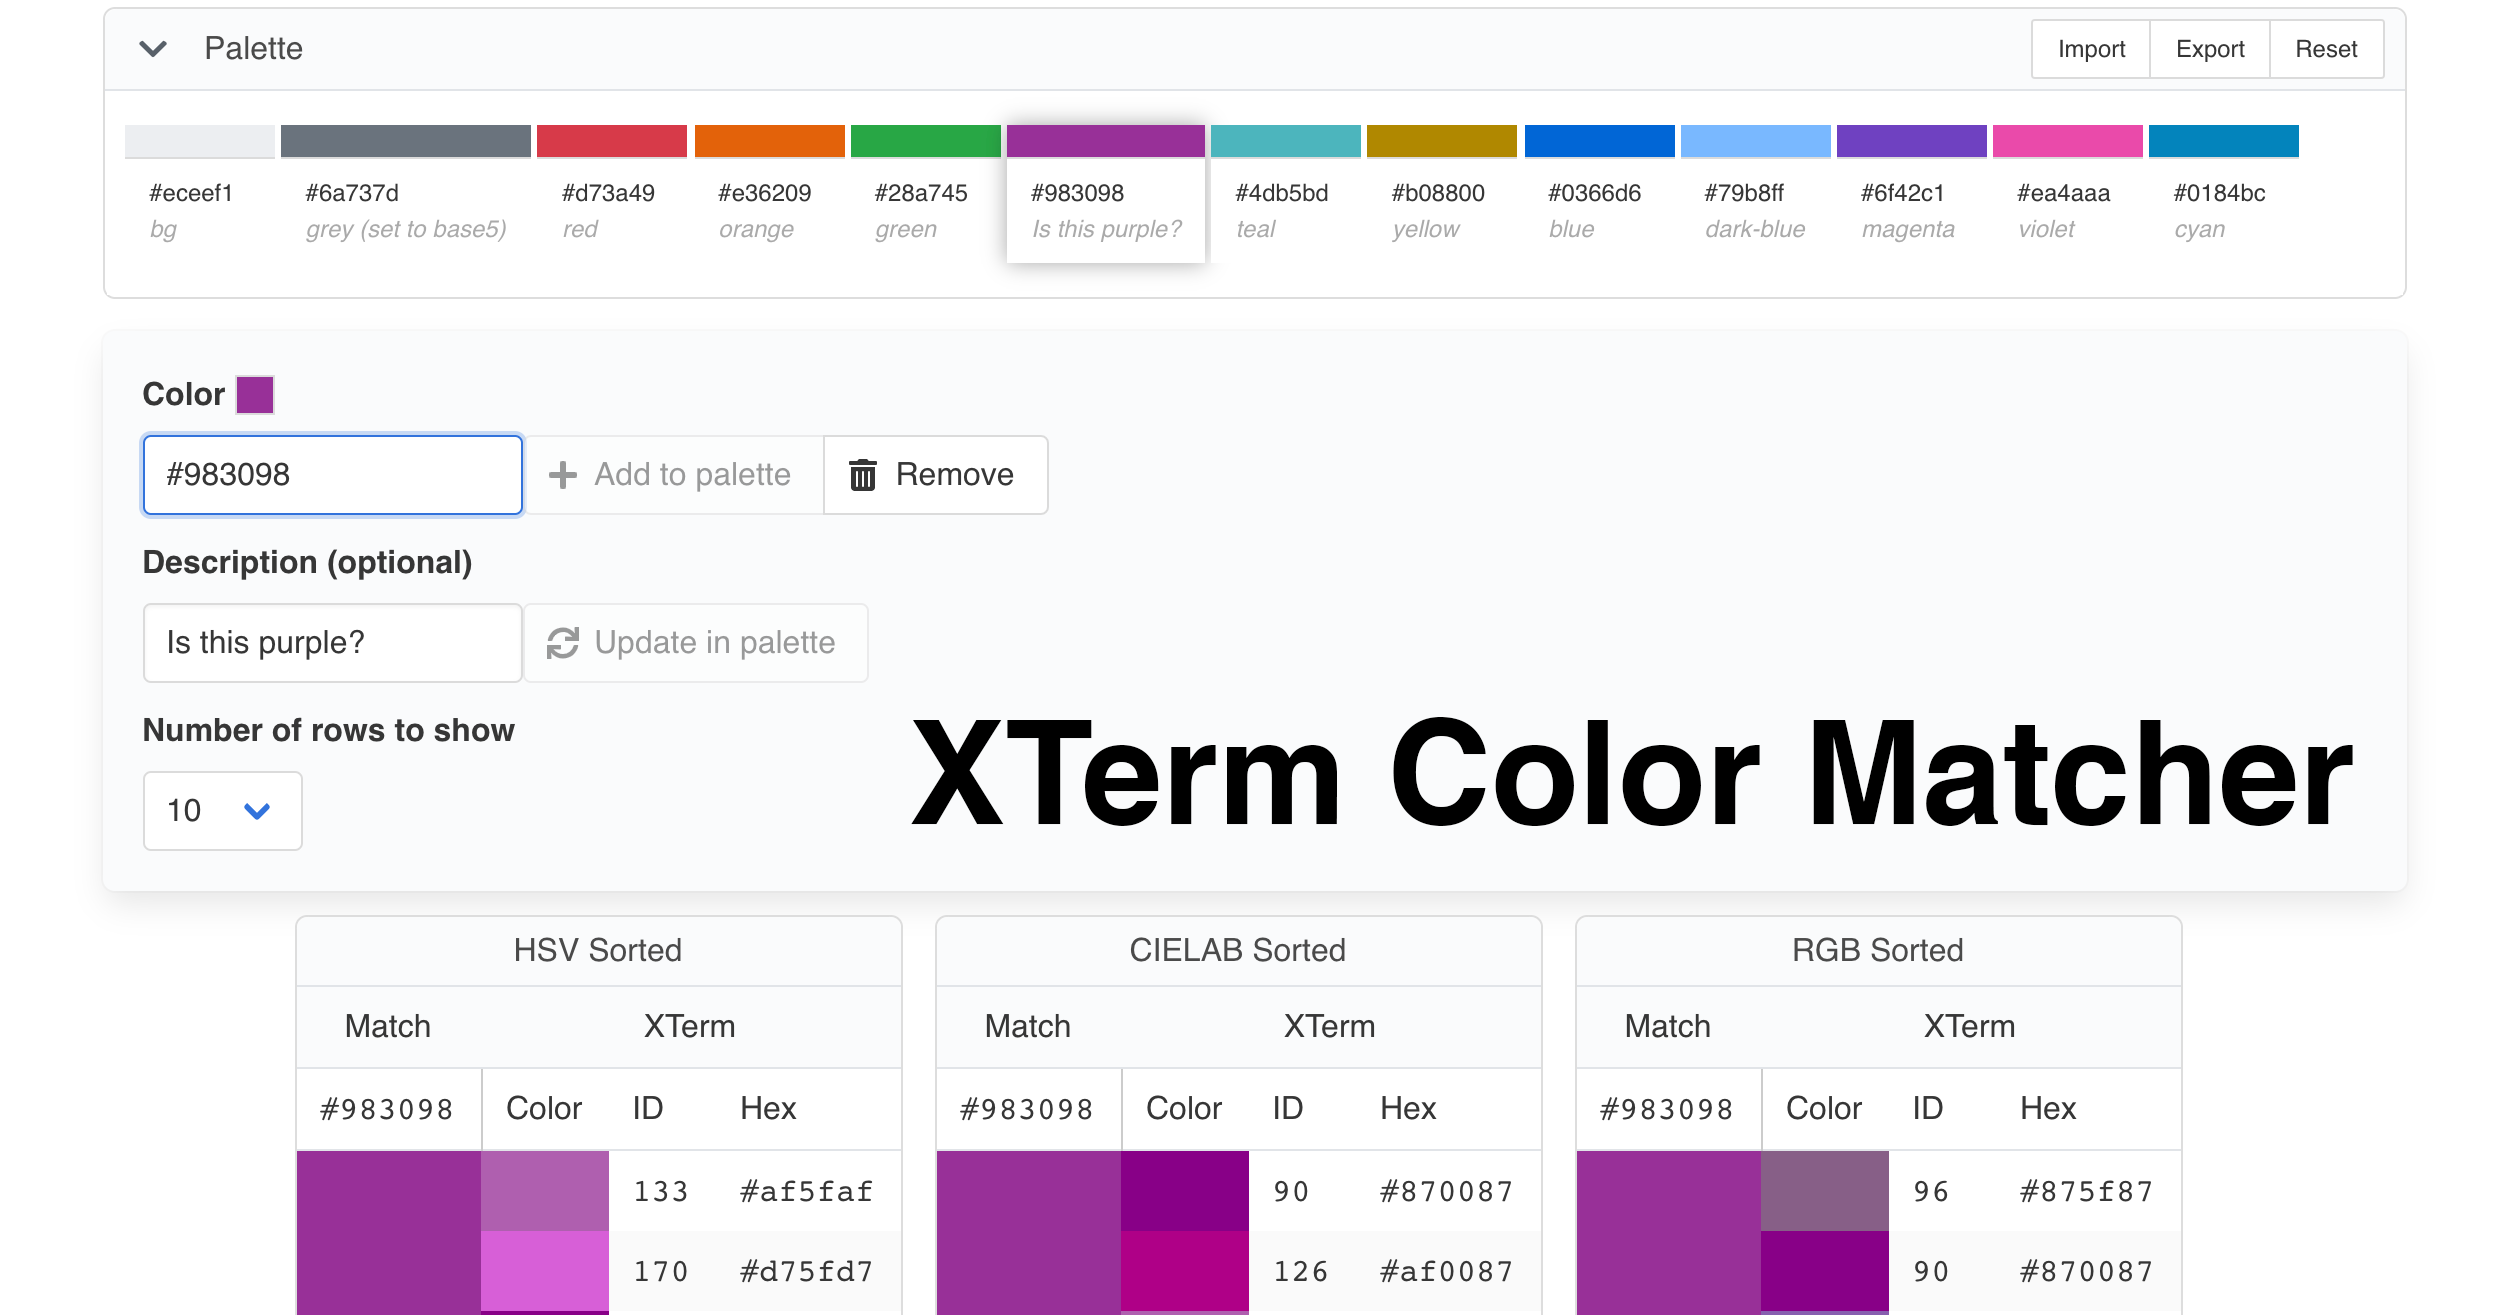 Palette Import Export Reset
#eceef1 #6a737d #d73a49 #e36209 #28a745 #983098 #4db5bd #b08800 #0366d6 #79b8ff #6f42c1 #ea4aaa #0184bc
bg grey (set to base5) red orange green Is this purple? teal yellow blue dark-blue magenta violet cyan
Color
#983098 Add to palette Remove
Description (optional)
Is this purple? Update in palette
Number of rows to show
10
XTerm Color Matcher
HSV Sorted
Match XTerm
#983098 Color ID Hex
133 #af5faf
170 #d75fd7
CIELAB Sorted
Match XTerm
#983098 Color ID Hex
90 #870087
126 #af0087
RGB Sorted
Match XTerm
#983098 Color ID Hex
96 #875f87
90 #870087